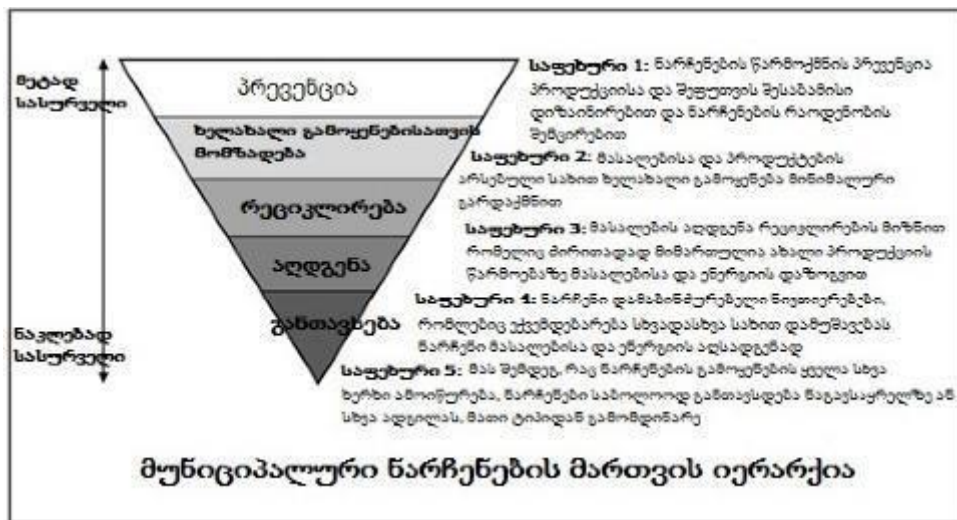 მეტად
სასურველი
პრევენცია
ხელახალი გამოყენებისათვის
მომზადება
რეციკლირება
აღდგენა
განთავსება
ნაკლებად
სასურველი
საფეხური 1: ნარჩენების წარმოქმნის პრევენცია
პროდუქციისა და შეფუთვის შესაბამისი
დიზაინირებით და ნარჩენების რაოდენობის
შემცირებით
საფეხური 2: მასალებისა და პროდუქტების
არსებული სახით ხელახალი გამოყენება მინიმალური
გარდაქმნით
საფეხური 3: მასალების აღდგენა რეციკლირების მიზნით
რომელიც ძირითადად მიმართულია ახალი პროდუქციის
წარმოებაზე მასალებისა და ენერგიის დაზოგვით
საფეხური 4: ნარჩენი დამაბინძურებელი ნივთიერებები,
რომლებიც ექვემდებარება სხვადასხვა სახით დამუშავებას
ნარჩენი მასალებისა და ენერგიის აღსადგენად
საფეხური 5: მას შემდეგ, რაც ნარჩენების გამოყენების ყველა სხვა
ხერხი ამოიწურება, ნარჩენები საბოლოოდ განთავსდება ნაგავსაყრელზე ან
სხვა ადგილას, მათი ტიპიდან გამომდინარე
მუნიციპალური ნარჩენების მართვის იერარქია